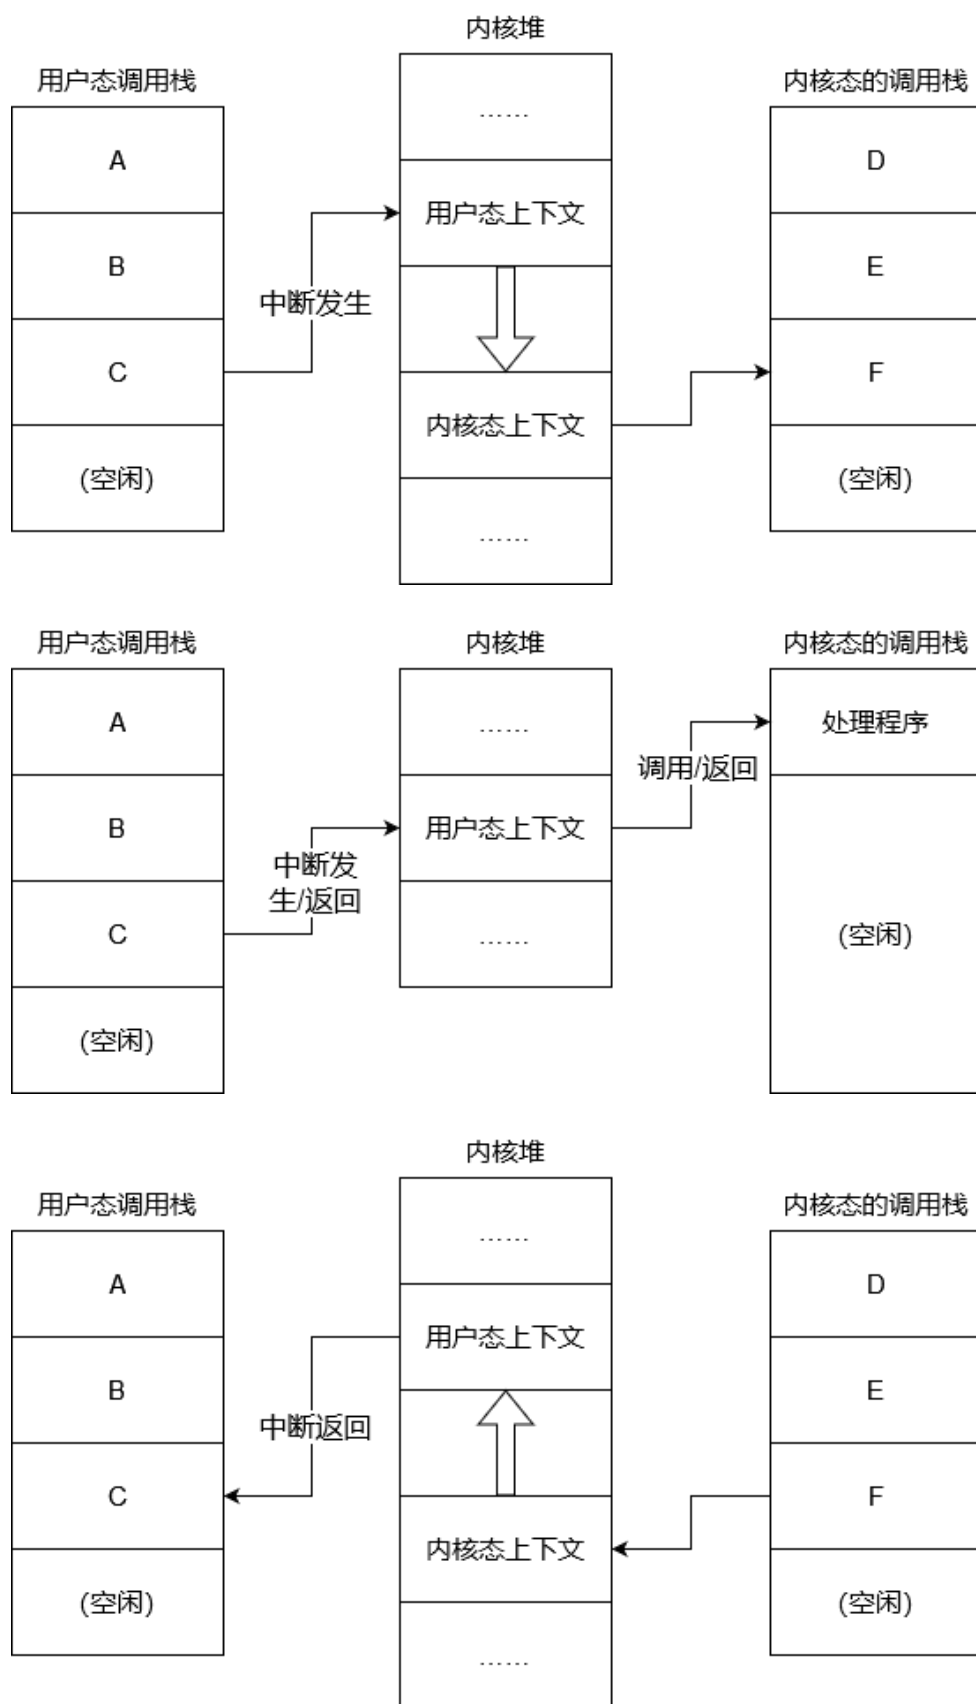 内核堆
用户态调用栈
内核态的调用栈
……
A
D
用户态上下文
B
E
中断发生
C
F
内核态上下文
(空闲)
(空闲)
……
用户态调用栈
内核堆
内核态的调用栈
A
……
处理程序
调用/返回
B
用户态上下文
中断发
生/返回
C
……
(空闲)
(空闲)
内核堆
用户态调用栈
内核态的调用栈
……
A
D
用户态上下文
B
E
中断返回
C
F
内核态上下文
(空闲)
(空闲)
……